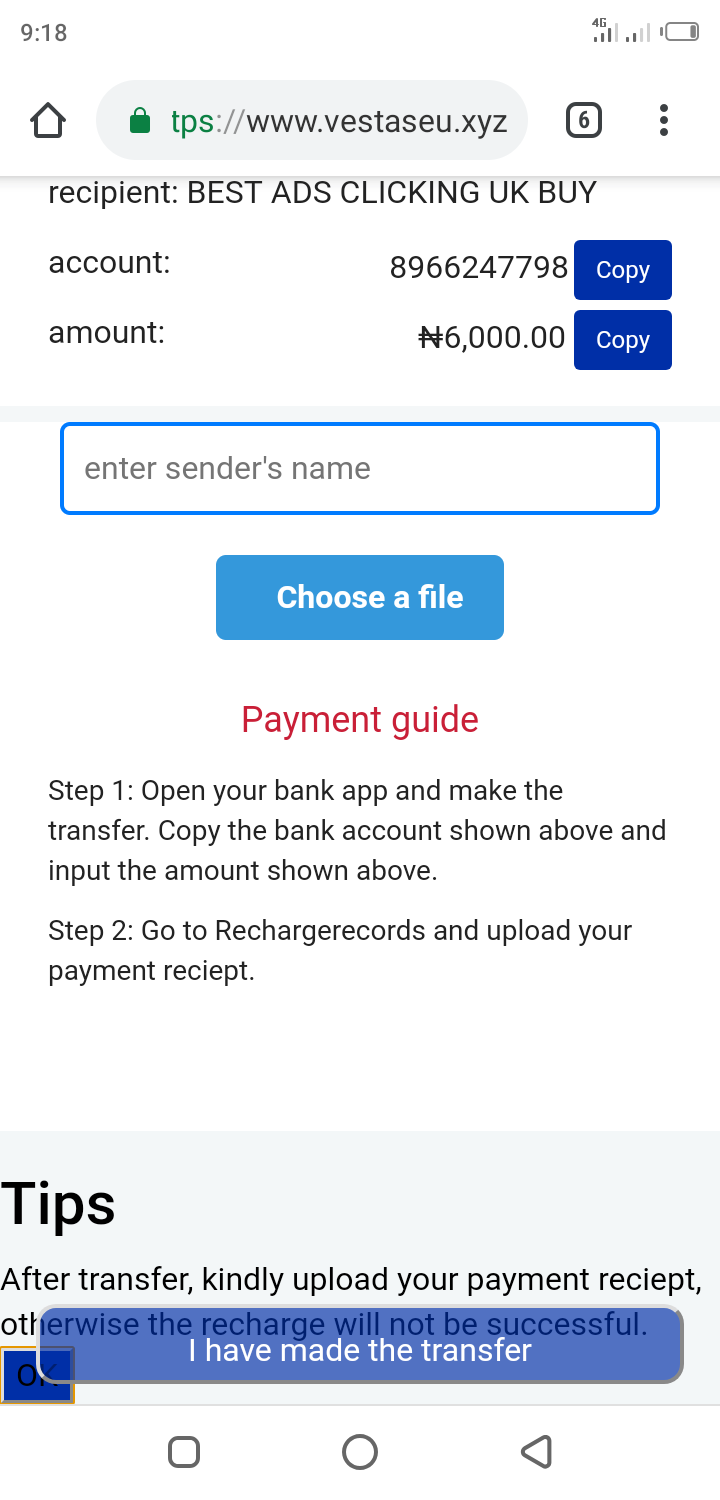 9:18
4G
tps://www.vestaseu.xyz
6
recipient: BEST ADS CLICKING UK BUY
account:
8966247798
Copy
amount:
₦6,000.00
Copy
enter sender's name
Choose a file
Payment guide
Step 1: Open your bank app and make the
transfer. Copy the bank account shown above and
input the amount shown above.
Step 2: Go to Rechargerecords and upload your
payment reciept.
Tips
After transfer, kindly upload your payment reciept,
otherwise the recharge will not be successful.
I have made the transfer
OK